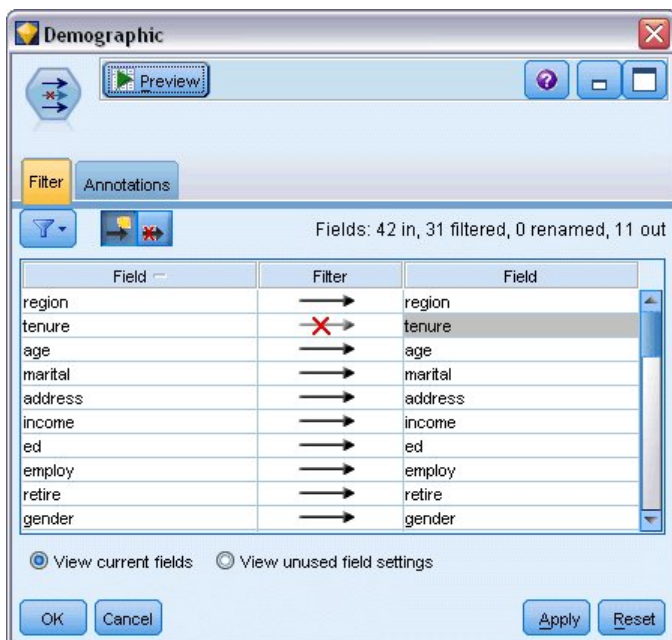 Demographic
Preview
Filter Annotations
Fields: 42 in, 31 filtered, 0 renamed, 11 out
Field Filter Field
region region
tenure tenure
age age
marital marital
address address
income income
ed ed
employ employ
retire retire
gender gender
View current fields View unused field settings
OK Cancel Apply Reset